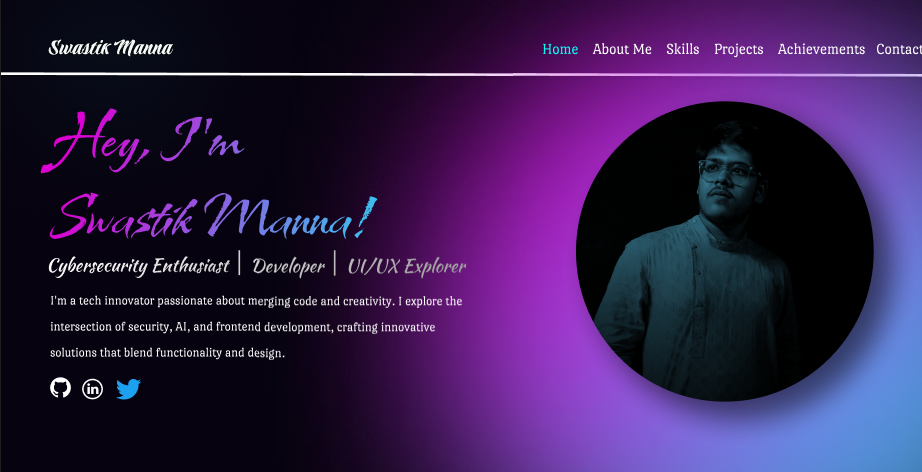 Swastik Manna
Home About Me Skills Projects Achievements Contact
Hey, I'm
Swastik Manna!
Cybersecurity Enthusiast | Developer | UI/UX Explorer
I'm a tech innovator passionate about merging code and creativity. I explore the
intersection of security, AI, and frontend development, crafting innovative
solutions that blend functionality and design.
in